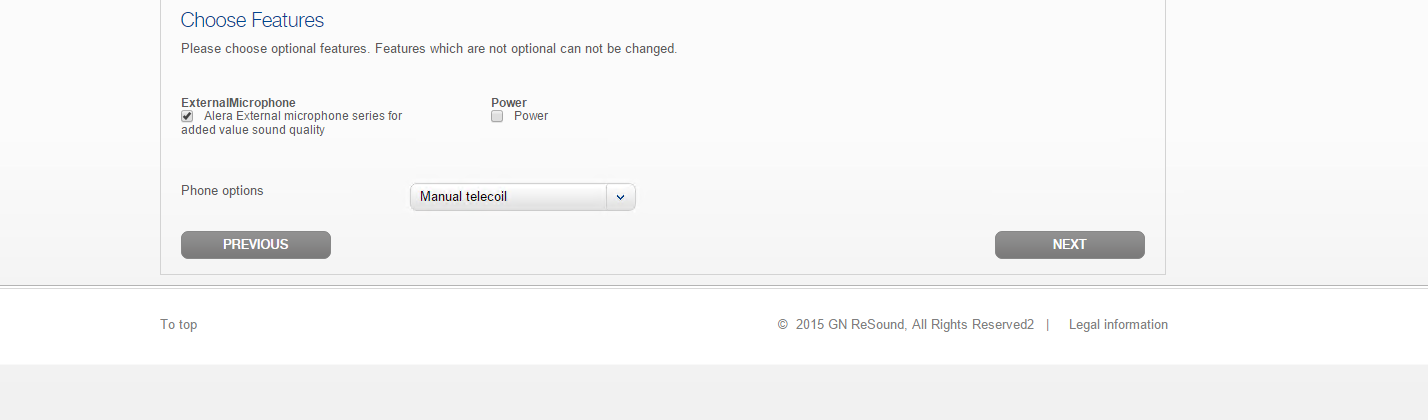 Choose Features
Please choose optional features. Features which are not optional can not be changed.
ExternalMicrophone
Alera External microphone series for
added value sound quality
Power
Power
Phone options
Manual telecoil
PREVIOUS
NEXT
To top
© 2015 GN ReSound, All Rights Reserved2 | Legal information